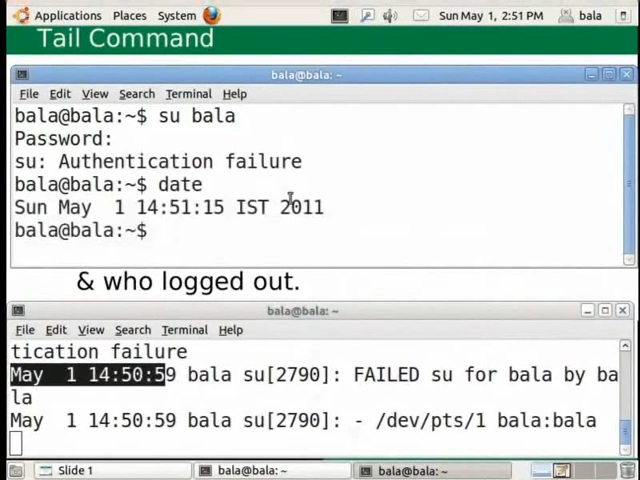 Applications Places System Sun May 1, 2:51 PM bala
Tail Command
bala@bala: ~
File Edit View Search Terminal Help
bala@bala:~$ su bala
Password:
su: Authentication failure
bala@bala:~$ date
Sun May  1 14:51:15 IST 2011
bala@bala:~$
& who logged out.
bala@bala: ~
File Edit View Search Terminal Help
tication failure
May  1 14:50:59 bala su[2790]: FAILED su for bala by ba
la
May  1 14:50:59 bala su[2790]: - /dev/pts/1 bala:bala
Slide 1 bala@bala: ~ bala@bala: ~